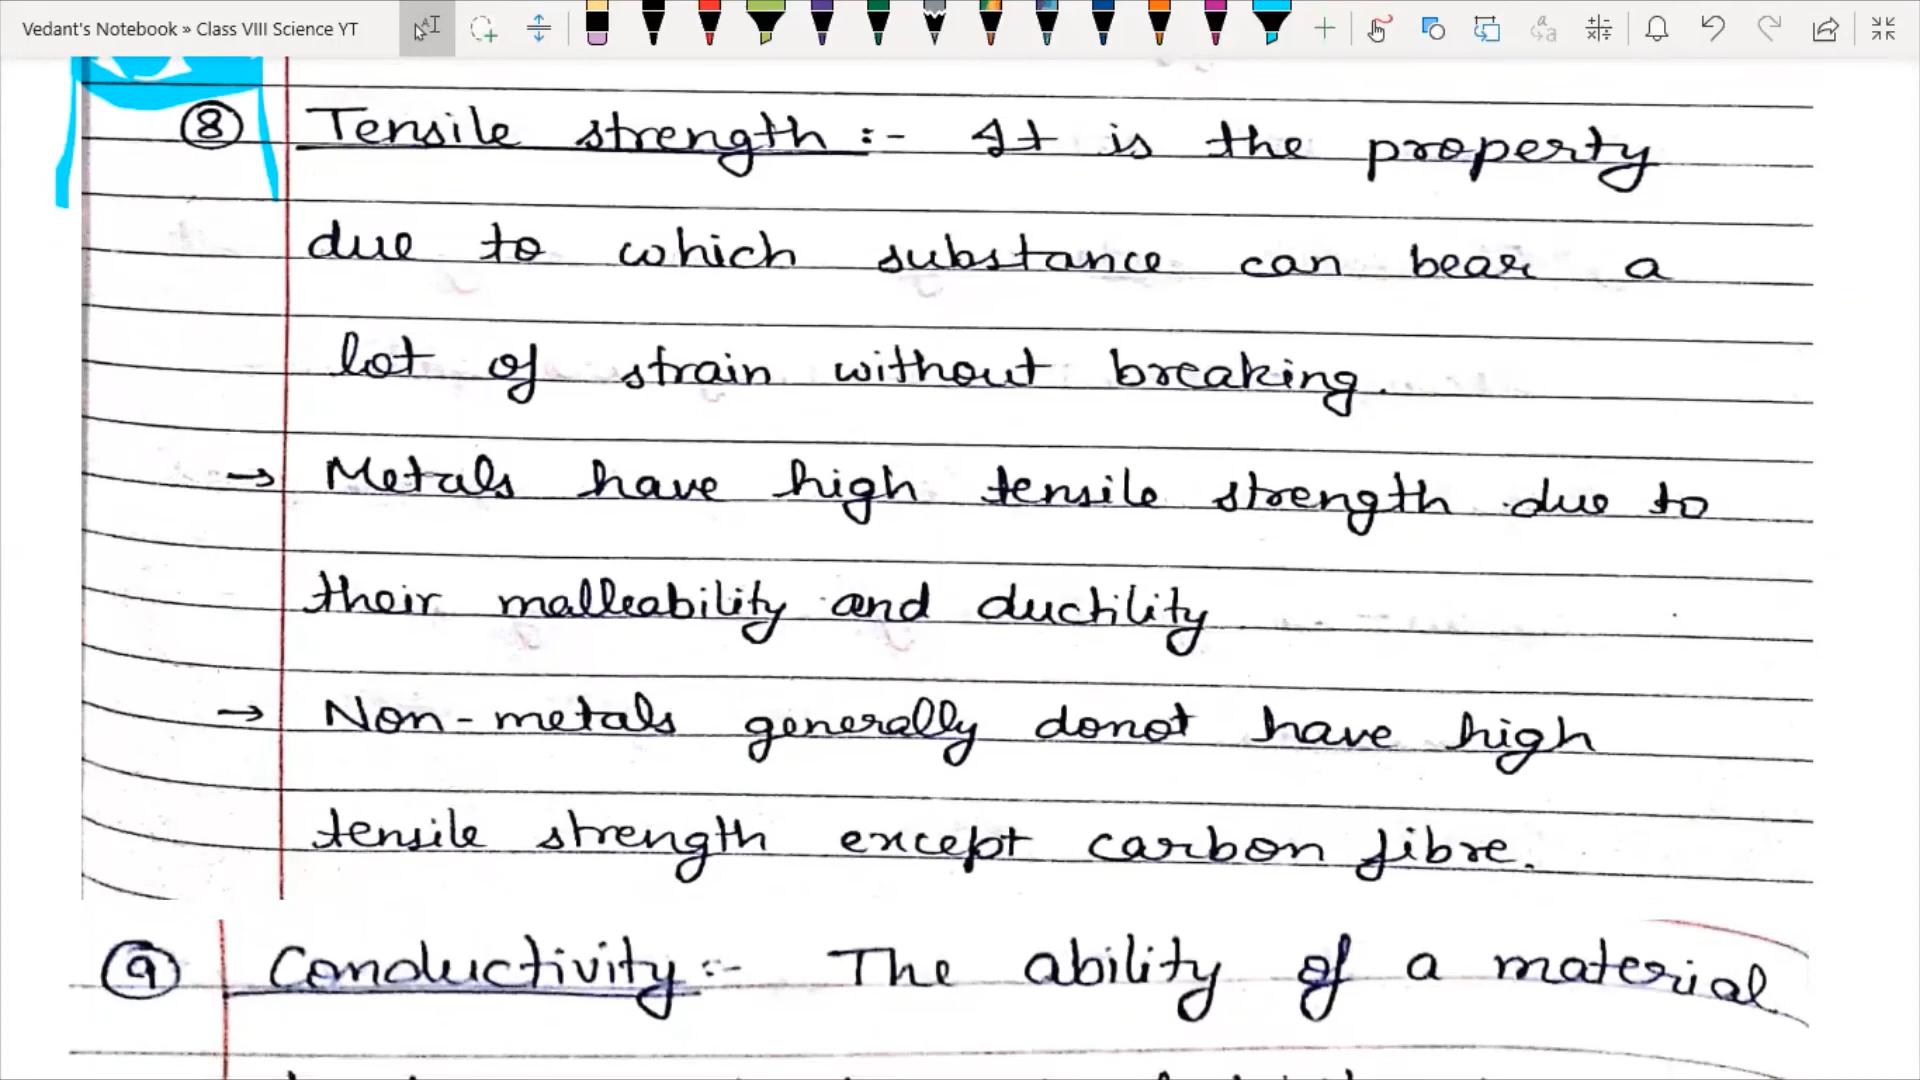 Vedant's Notebook » Class VIII Science YT
⑧ Tensile strength :- It is the property
due to which substance can bear a
lot of strain without breaking.
→ Metals have high tensile strength due to
their malleability and ductility
→ Non-metals generally donot have high
tensile strength except carbon fibre.
⑨ Conductivity :- The ability of a material